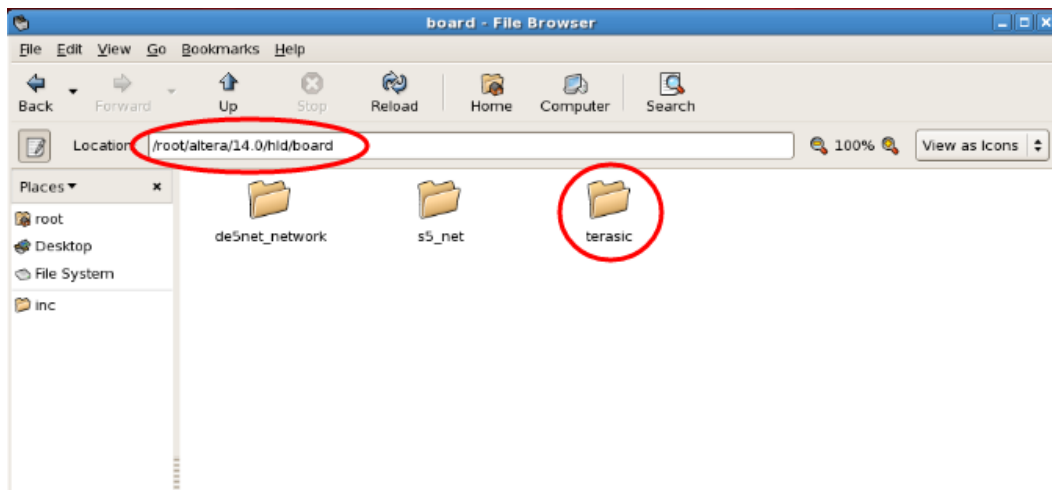 board - File Browser
File Edit View Go Bookmarks Help
Back Forward Up Stop Reload Home Computer Search
Location /root/altera/14.0/hld/board 100% View as Icons
Places
root
Desktop
File System
inc
de5net_network s5_net terasic